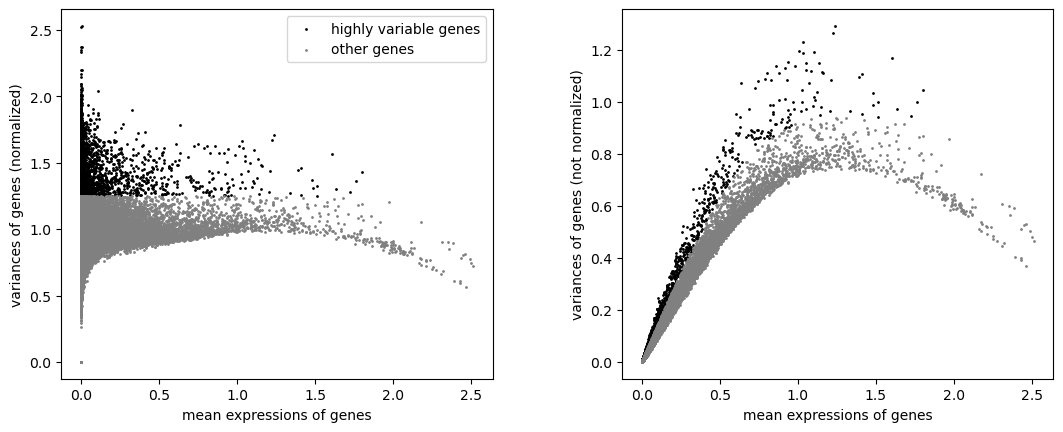 highly variable genes
other genes
variances of genes (normalized)
2.5
2.0
1.5
1.0
0.5
0.0
0.0 0.5 1.0 1.5 2.0 2.5
mean expressions of genes
variances of genes (not normalized)
1.2
1.0
0.8
0.6
0.4
0.2
0.0
0.0 0.5 1.0 1.5 2.0 2.5
mean expressions of genes